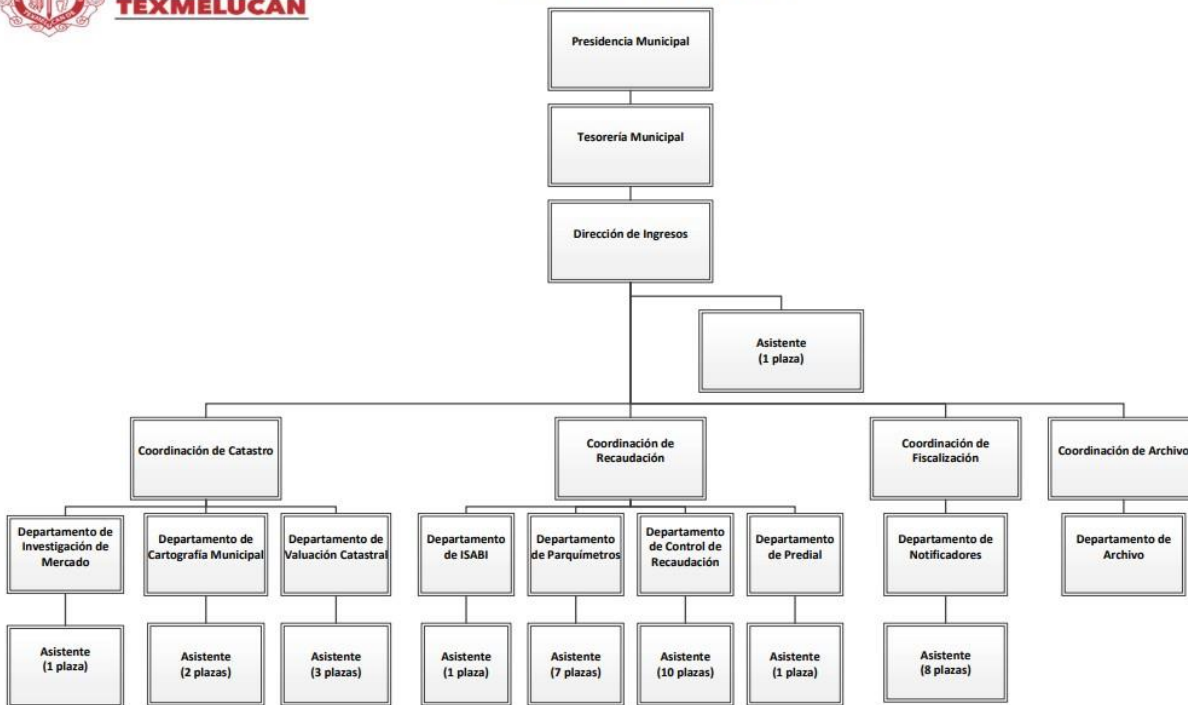 TEXMELUCAN
Presidencia Municipal
Tesorería Municipal
Dirección de Ingresos
Asistente
(1 plaza)
Coordinación de Catastro
Coordinación de
Recaudación
Coordinación de
Fiscalización
Coordinación de Archivo
Departamento de
Investigación de
Mercado
Departamento de
Cartografía Municipal
Departamento de
Valuación Catastral
Departamento
de ISABI
Departamento
de Parquímetros
Departamento
de Control de
Recaudación
Departamento
de Predial
Departamento de
Notificadores
Departamento de
Archivo
Asistente
(1 plaza)
Asistente
(2 plazas)
Asistente
(3 plazas)
Asistente
(1 plaza)
Asistente
(7 plazas)
Asistente
(10 plazas)
Asistente
(1 plaza)
Asistente
(8 plazas)